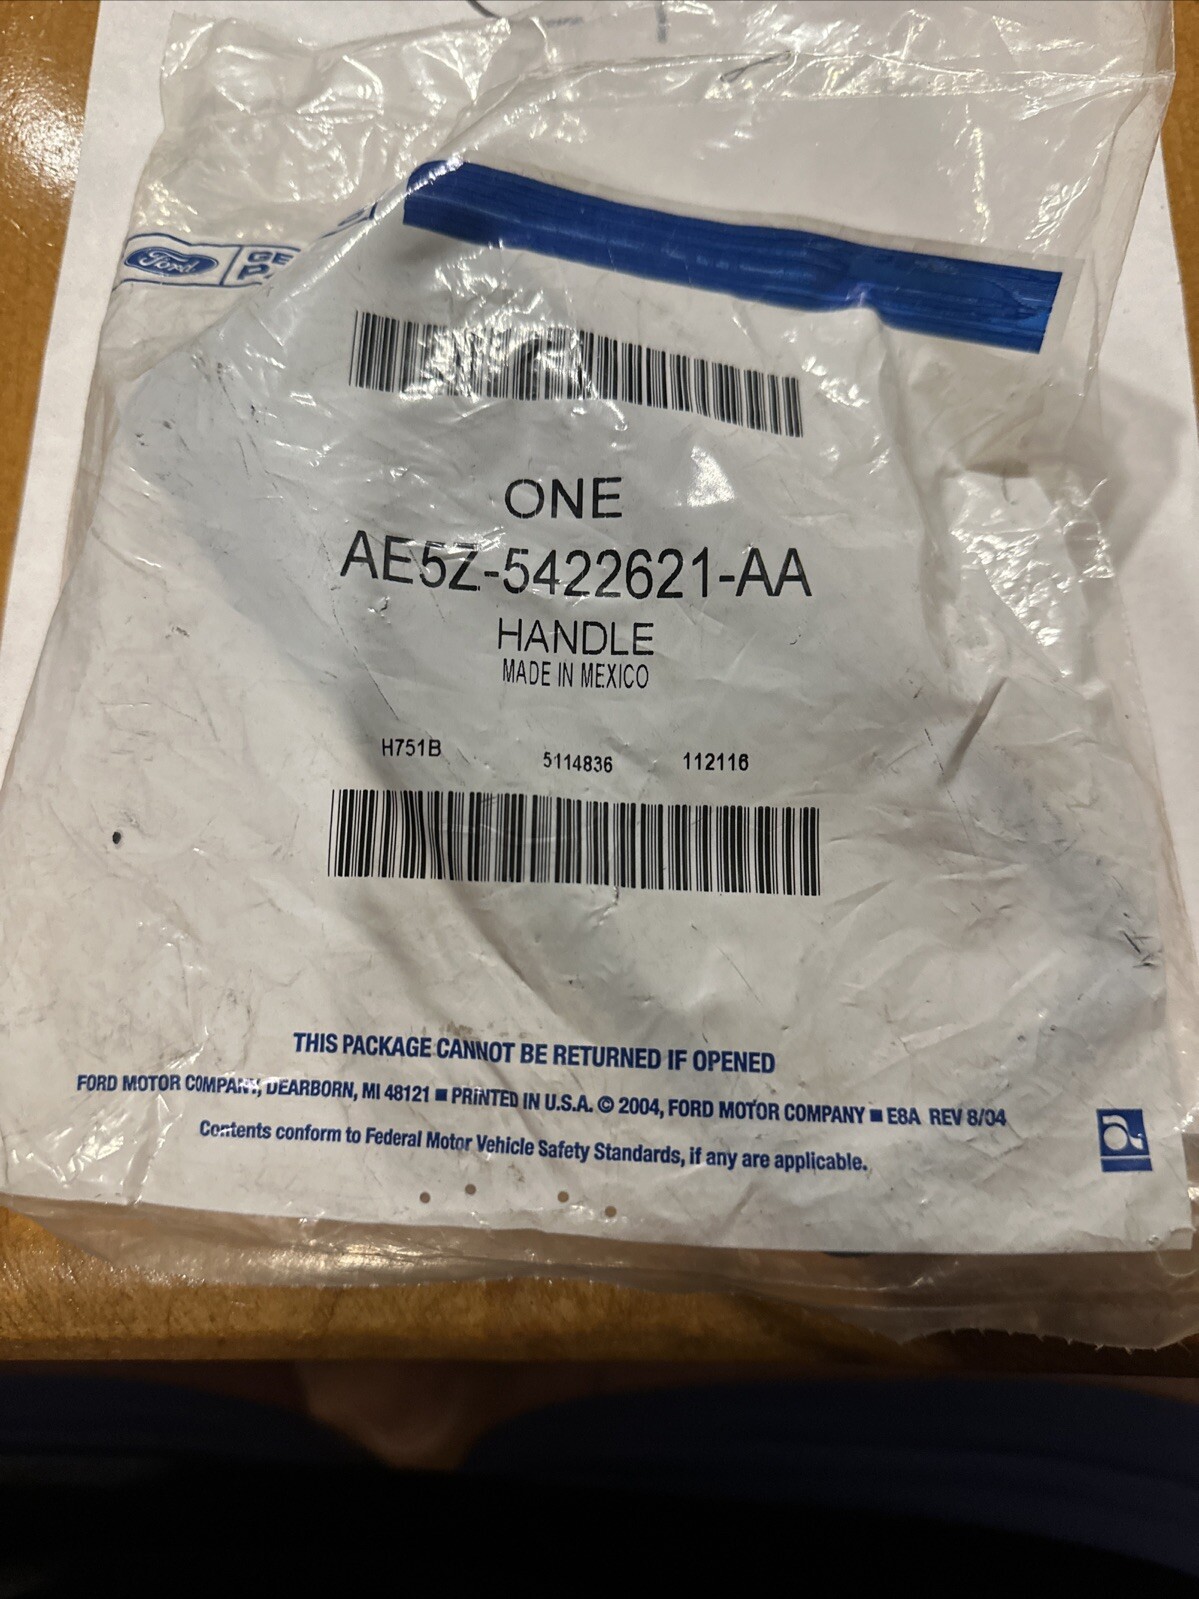 Ford
ONE
AE5Z-5422621-AA
HANDLE
MADE IN MEXICO
H751B 5114836 112116
THIS PACKAGE CANNOT BE RETURNED IF OPENED
FORD MOTOR COMPANY, DEARBORN, MI 48121 ■ PRINTED IN U.S.A. © 2004, FORD MOTOR COMPANY ■ E8A REV 8/04
Contents conform to Federal Motor Vehicle Safety Standards, if any are applicable.